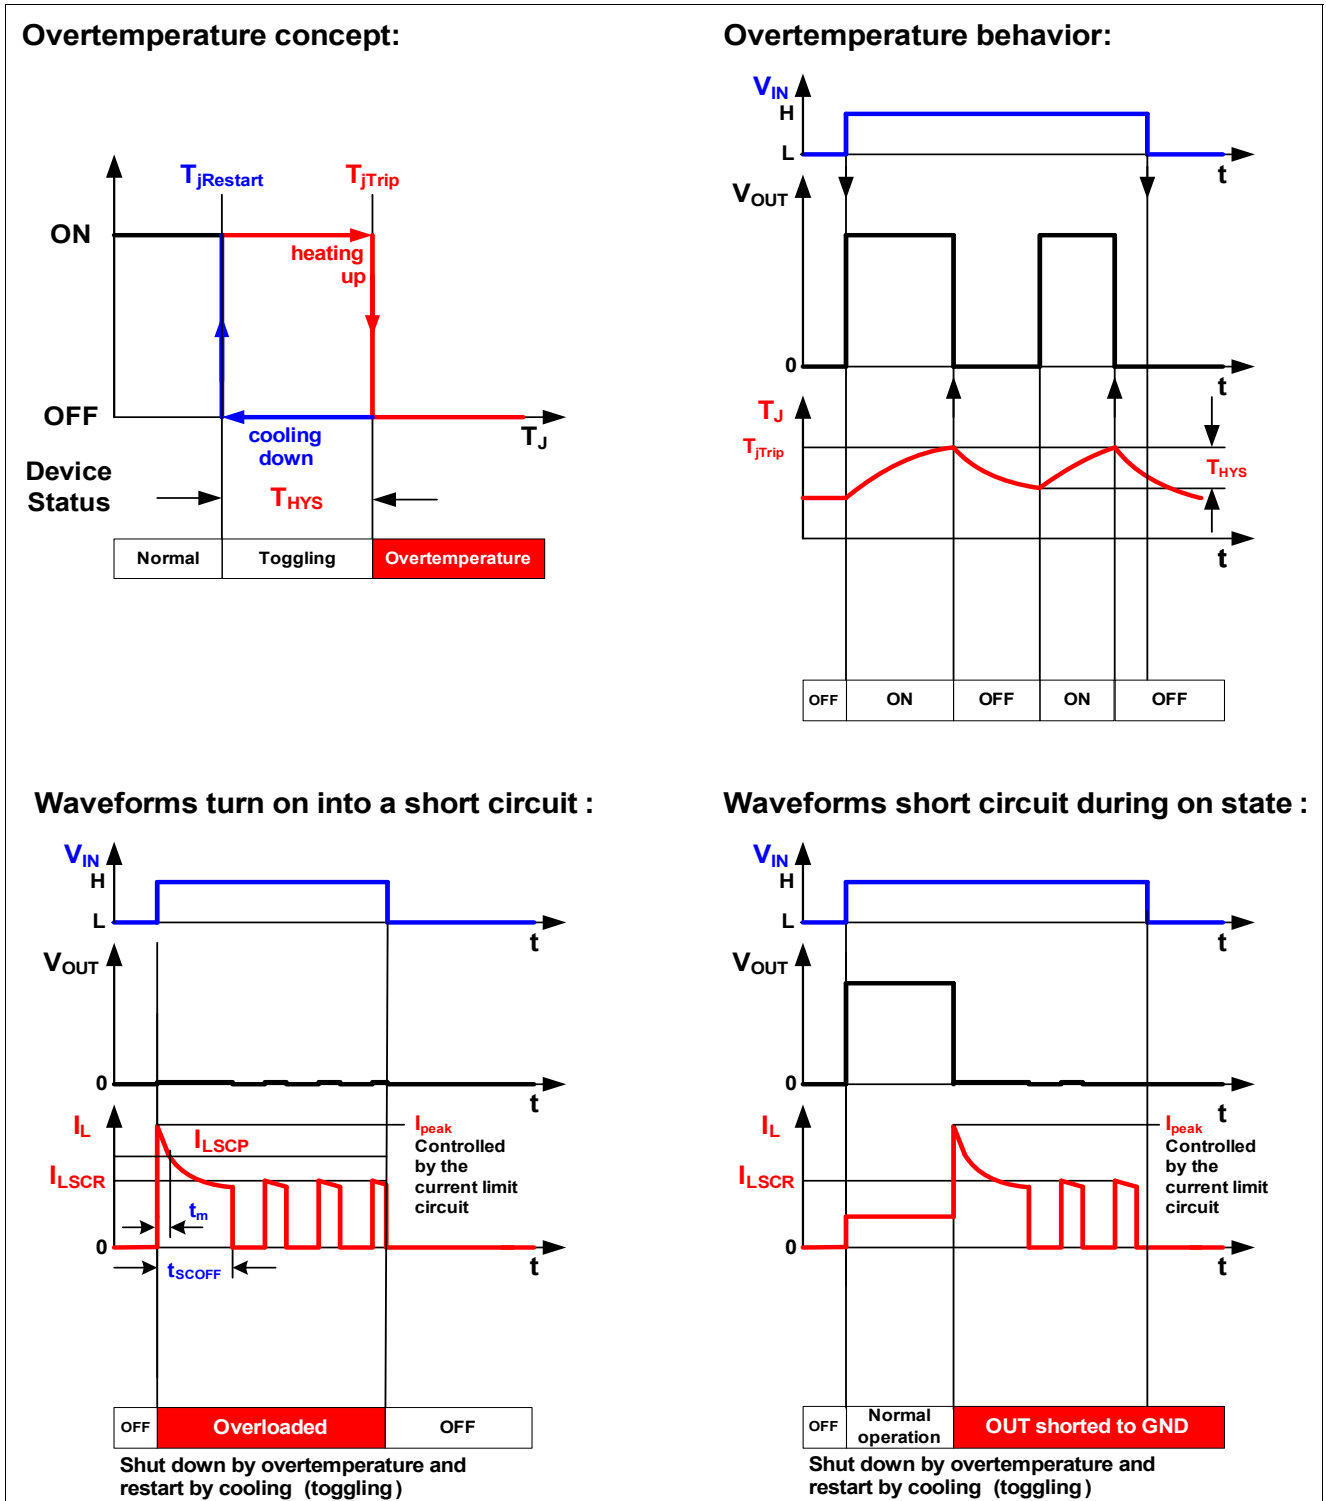 Overtemperature concept:
TjRestart
TjTrip
ON
heating
up
OFF
cooling
down
TJ
Device
Status
THYS
Normal
Toggling
Overtemperature
Overtemperature behavior:
VIN
H
L
t
VOUT
0
t
TJ
TjTrip
THYS
t
OFF
ON
OFF
ON
OFF
Waveforms turn on into a short circuit :
VIN
H
L
t
VOUT
0
t
IL
Ipeak
ILSCP
Controlled
by the
current limit
circuit
ILSCR
tm
0
t
tSCOFF
OFF
Overloaded
OFF
Shut down by overtemperature and
restart by cooling (toggling)
Waveforms short circuit during on state :
VIN
H
L
t
VOUT
0
t
IL
Ipeak
Controlled
by the
current limit
circuit
ILSCR
0
t
OFF
Normal
operation
OUT shorted to GND
Shut down by overtemperature and
restart by cooling (toggling)